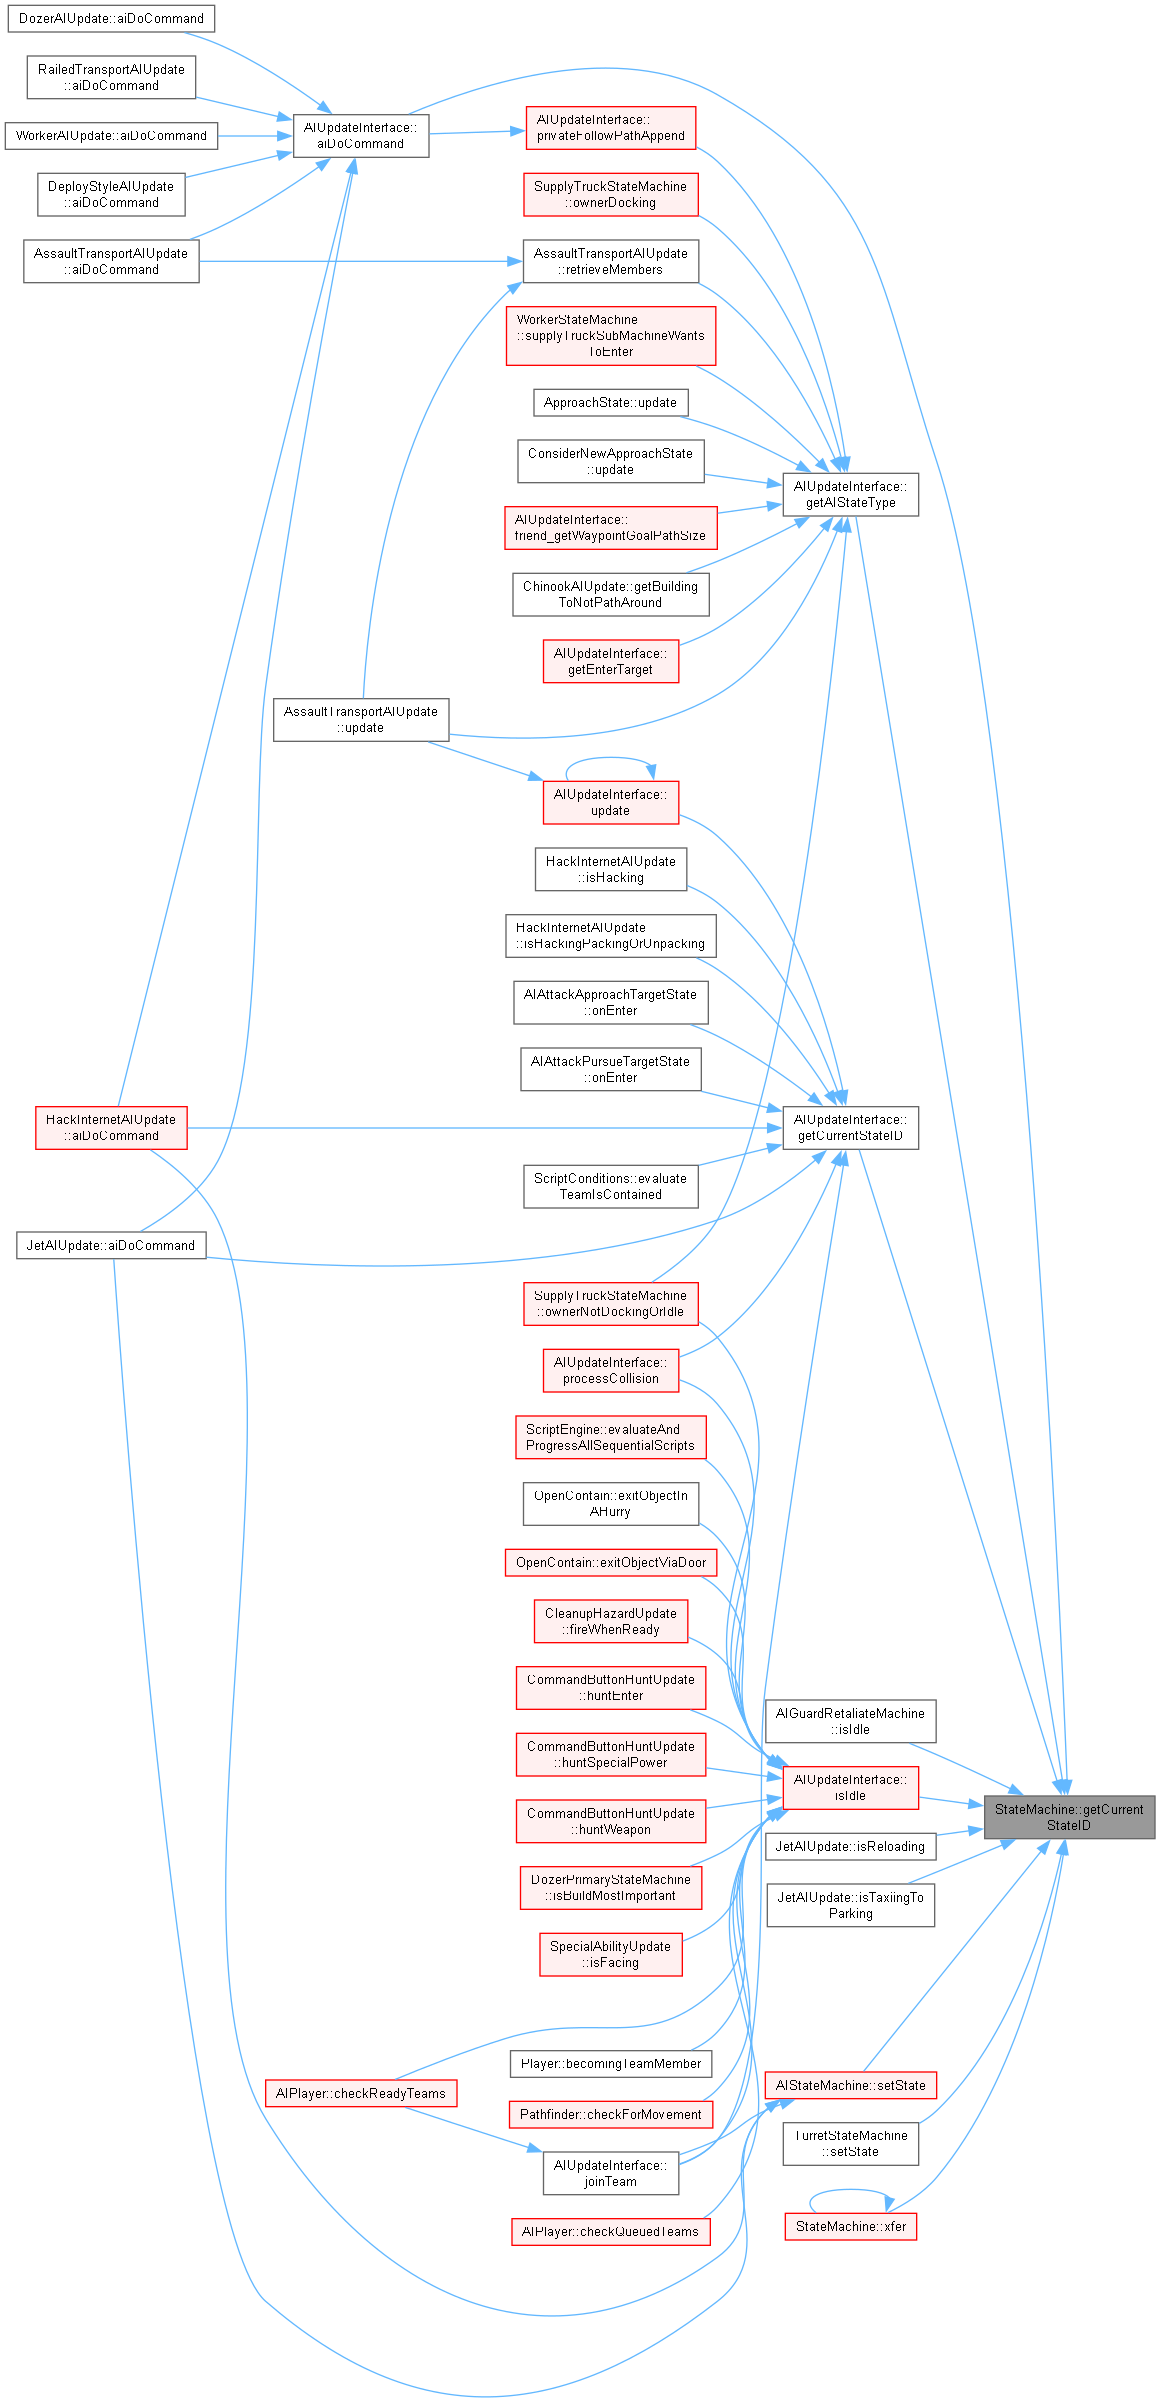 DozerAIUpdate::aiDoCommand
RailedTransportAIUpdate
::aiDoCommand
WorkerAIUpdate::aiDoCommand
DeployStyleAIUpdate
::aiDoCommand
AssaultTransportAIUpdate
::aiDoCommand
AIUpdateInterface::
aiDoCommand
AIUpdateInterface::
privateFollowPathAppend
SupplyTruckStateMachine
::ownerDocking
AssaultTransportAIUpdate
::retrieveMembers
WorkerStateMachine
::supplyTruckSubMachineWants
ToEnter
ApproachState::update
ConsiderNewApproachState
::update
AIUpdateInterface::
getAIStateType
AIUpdateInterface::
friend_getWaypointGoalPathSize
ChinookAIUpdate::getBuilding
ToNotPathAround
AIUpdateInterface::
getEnterTarget
AssaultTransportAIUpdate
::update
AIUpdateInterface::
update
HackInternetAIUpdate
::isHacking
HackInternetAIUpdate
::isHackingPackingOrUnpacking
AIAttackApproachTargetState
::onEnter
AIAttackPursueTargetState
::onEnter
HackInternetAIUpdate
::aiDoCommand
AIUpdateInterface::
getCurrentStateID
ScriptConditions::evaluate
TeamIsContained
JetAIUpdate::aiDoCommand
SupplyTruckStateMachine
::ownerNotDockingOrIdle
AIUpdateInterface::
processCollision
ScriptEngine::evaluateAnd
ProgressAllSequentialScripts
OpenContain::exitObjectIn
AHurry
OpenContain::exitObjectViaDoor
CleanupHazardUpdate
::fireWhenReady
CommandButtonHuntUpdate
::huntEnter
AIGuardRetaliateMachine
::isIdle
CommandButtonHuntUpdate
::huntSpecialPower
AIUpdateInterface::
isIdle
CommandButtonHuntUpdate
::huntWeapon
StateMachine::getCurrent
StateID
JetAIUpdate::isReloading
DozerPrimaryStateMachine
::isBuildMostImportant
JetAIUpdate::isTaxiingTo
Parking
SpecialAbilityUpdate
::isFacing
Player::becomingTeamMember
AIPlayer::checkReadyTeams
AIStateMachine::setState
Pathfinder::checkForMovement
TurretStateMachine
::setState
AIUpdateInterface::
joinTeam
AIPlayer::checkQueuedTeams
StateMachine::xfer